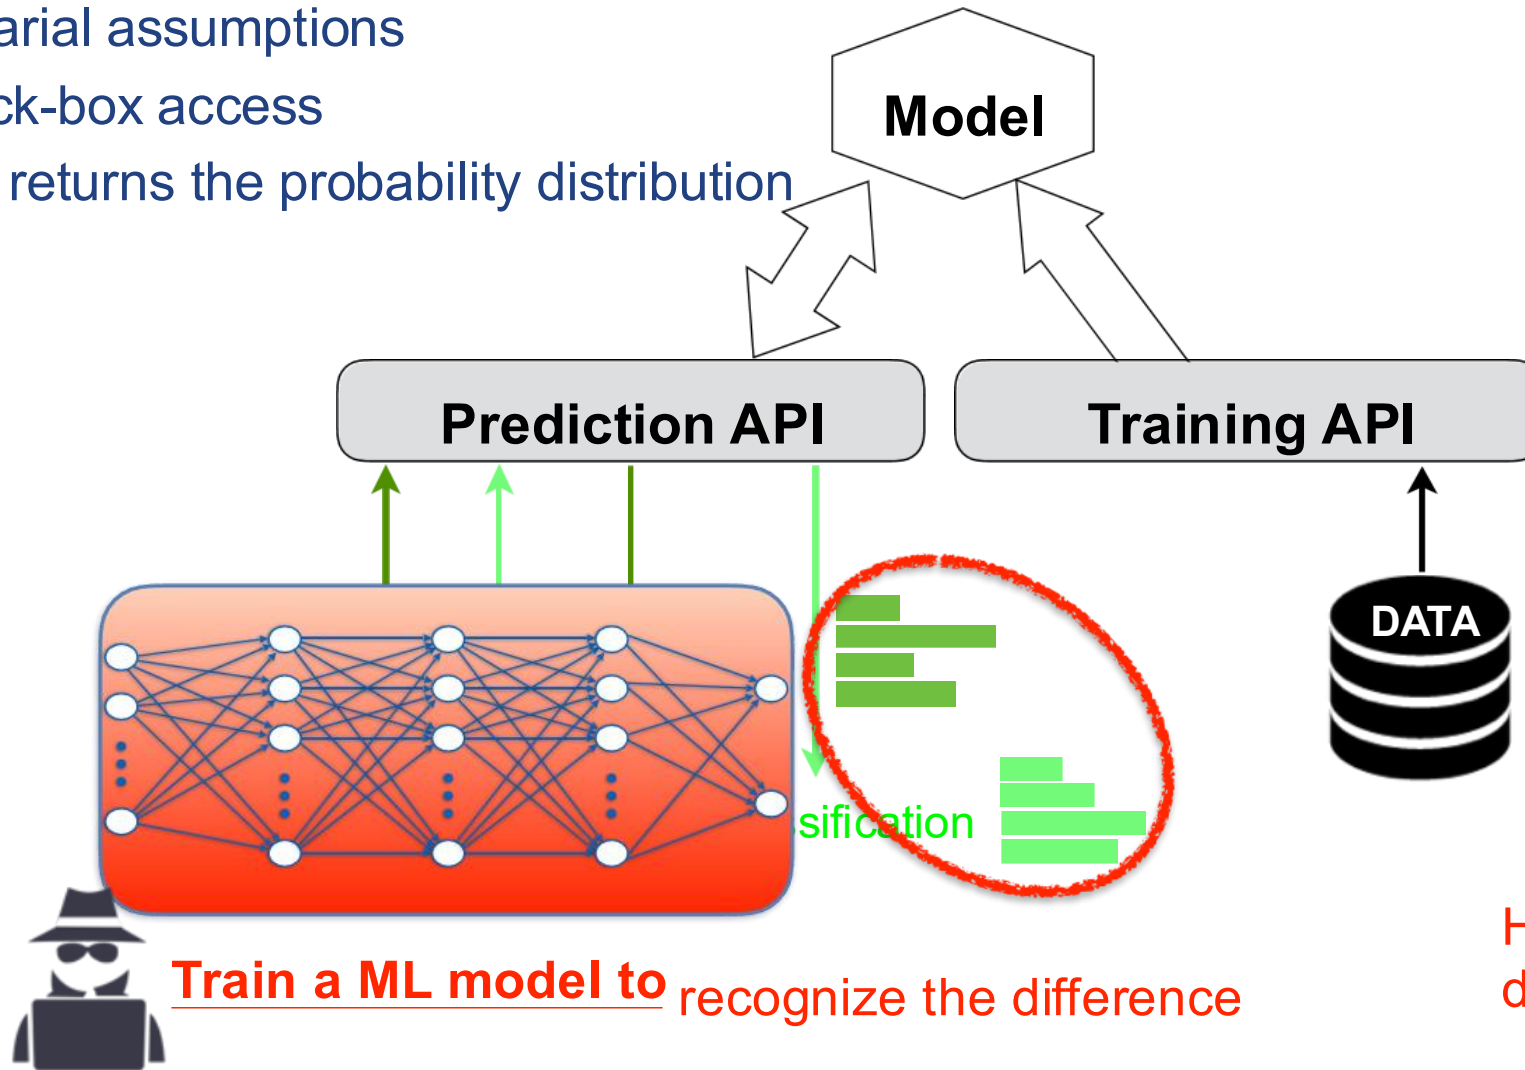 arial assumptions
ck-box access
returns the probability distribution
Model
Prediction API
Training API
DATA
sification
Train a ML model to recognize the difference
H
d